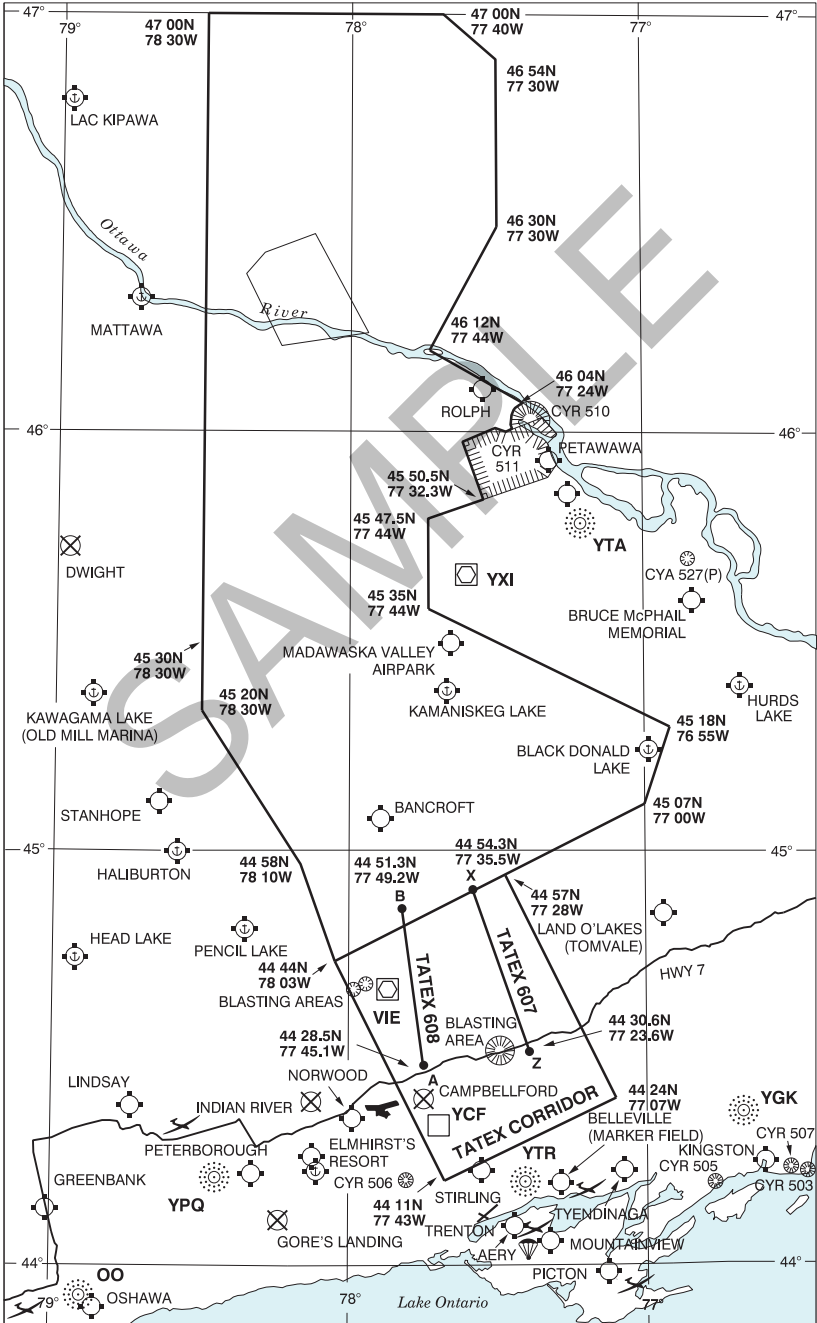 47°
79°
47 00N
78 30W
78°
47 00N
77 40W
77°
47°
46 54N
77 30W
LAC KIPAWA
Ottawa
46 30N
77 30W
MATTAWA
River
46 12N
77 44W
46 04N
77 24W
ROLPH
CYR 510
46°
46°
PETAWAWA
CYR
511
45 50.5N
77 32.3W
45 47.5N
77 44W
YTA
DWIGHT
YXI
CYA 527(P)
45 35N
77 44W
BRUCE McPHAIL
MEMORIAL
MADAWASKA VALLEY
AIRPARK
45 30N
78 30W
45 20N
78 30W
KAWAGAMA LAKE
(OLD MILL MARINA)
KAMANISKEG LAKE
HURDS
LAKE
45 18N
76 55W
BLACK DONALD
LAKE
STANHOPE
BANCROFT
45 07N
77 00W
45°
45°
HALIBURTON
44 58N
78 10W
44 51.3N
77 49.2W
44 54.3N
77 35.5W
X
B
44 57N
77 28W
LAND O'LAKES
(TOMVALE)
HEAD LAKE
PENCIL LAKE
44 44N
78 03W
TATEX 608
TATEX 607
HWY 7
BLASTING AREAS
VIE
BLASTING
AREA
44 28.5N
77 45.1W
44 30.6N
77 23.6W
Z
A
LINDSAY
NORWOOD
INDIAN RIVER
CAMPBELLFORD
44 24N
77 07W
YGK
YCF
TATEX CORRIDOR
BELLEVILLE
(MARKER FIELD)
PETERBOROUGH
ELMHIRST'S
RESORT
KINGSTON
CYR 507
CYR 505
CYR 503
GREENBANK
YPQ
CYR 506
YTR
STIRLING
44 11N
77 43W
TYENDINAGA
GORE'S LANDING
TRENTON
AERY
MOUNTAINVIEW
44°
44°
PICTON
OO
OSHAWA
79°
78°
Lake Ontario
77°
SAMPLE